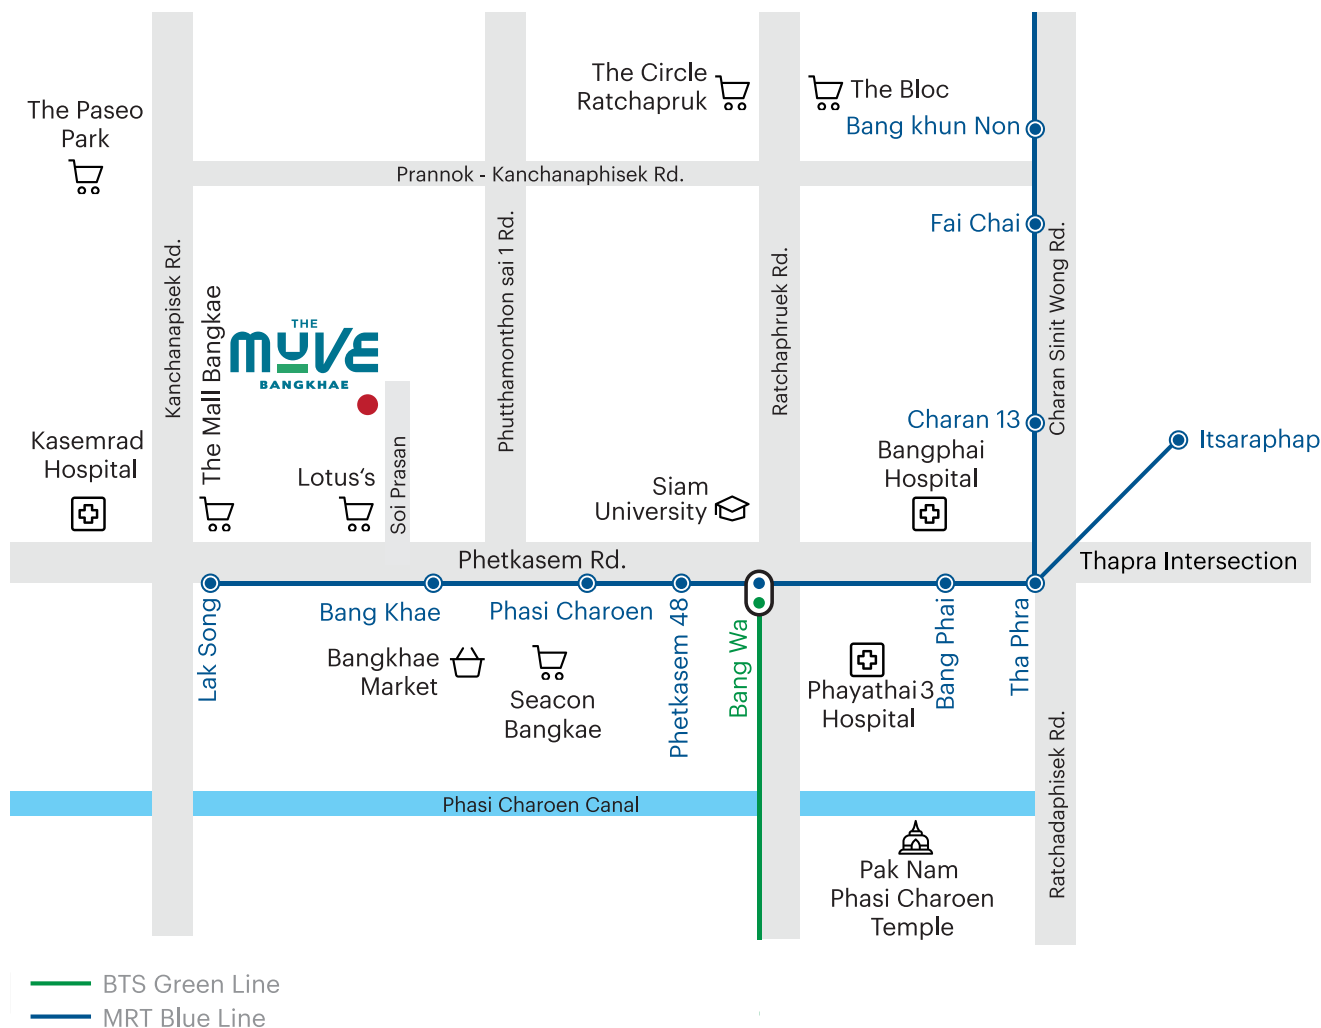 The Circle
Ratchapruk
The Bloc
The Paseo
Park
Bang khun Non
Prannok - Kanchanaphisek Rd.
Fai Chai
Kanchanapisek Rd.
Phutthamonthon sai 1 Rd.
Ratchaphruek Rd.
Charan Sinit Wong Rd.
The Mall Bangkae
THE
MUVE
BANGKHAE
Charan 13
Kasemrad
Hospital
Bangphai
Hospital
Itsaraphap
Lotus‘s
Soi Prasan
Siam
University
Phetkasem Rd.
Thapra Intersection
Lak Song
Bang Khae
Phasi Charoen
Phetkasem 48
Bang Wa
Bang Phai
Tha Phra
Bangkhae
Market
Seacon
Bangkae
Phayathai 3
Hospital
Ratchadaphisek Rd.
Phasi Charoen Canal
Pak Nam
Phasi Charoen
Temple
BTS Green Line
MRT Blue Line